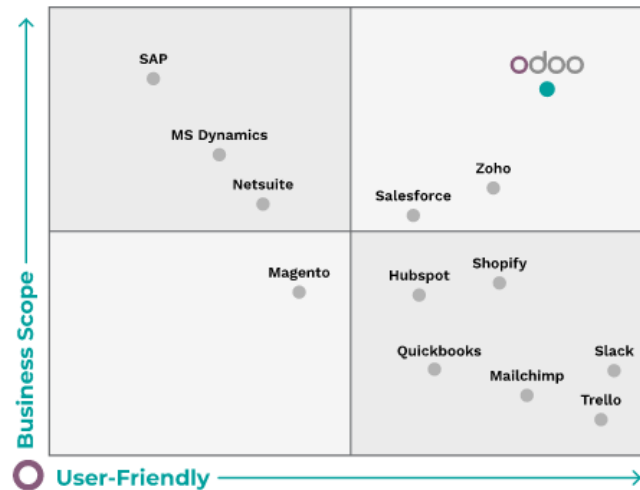 SAP
odoo
MS Dynamics
Zoho
Netsuite
Salesforce
Business Scope
Magento
Hubspot
Shopify
Quickbooks
Slack
Mailchimp
Trello
User-Friendly